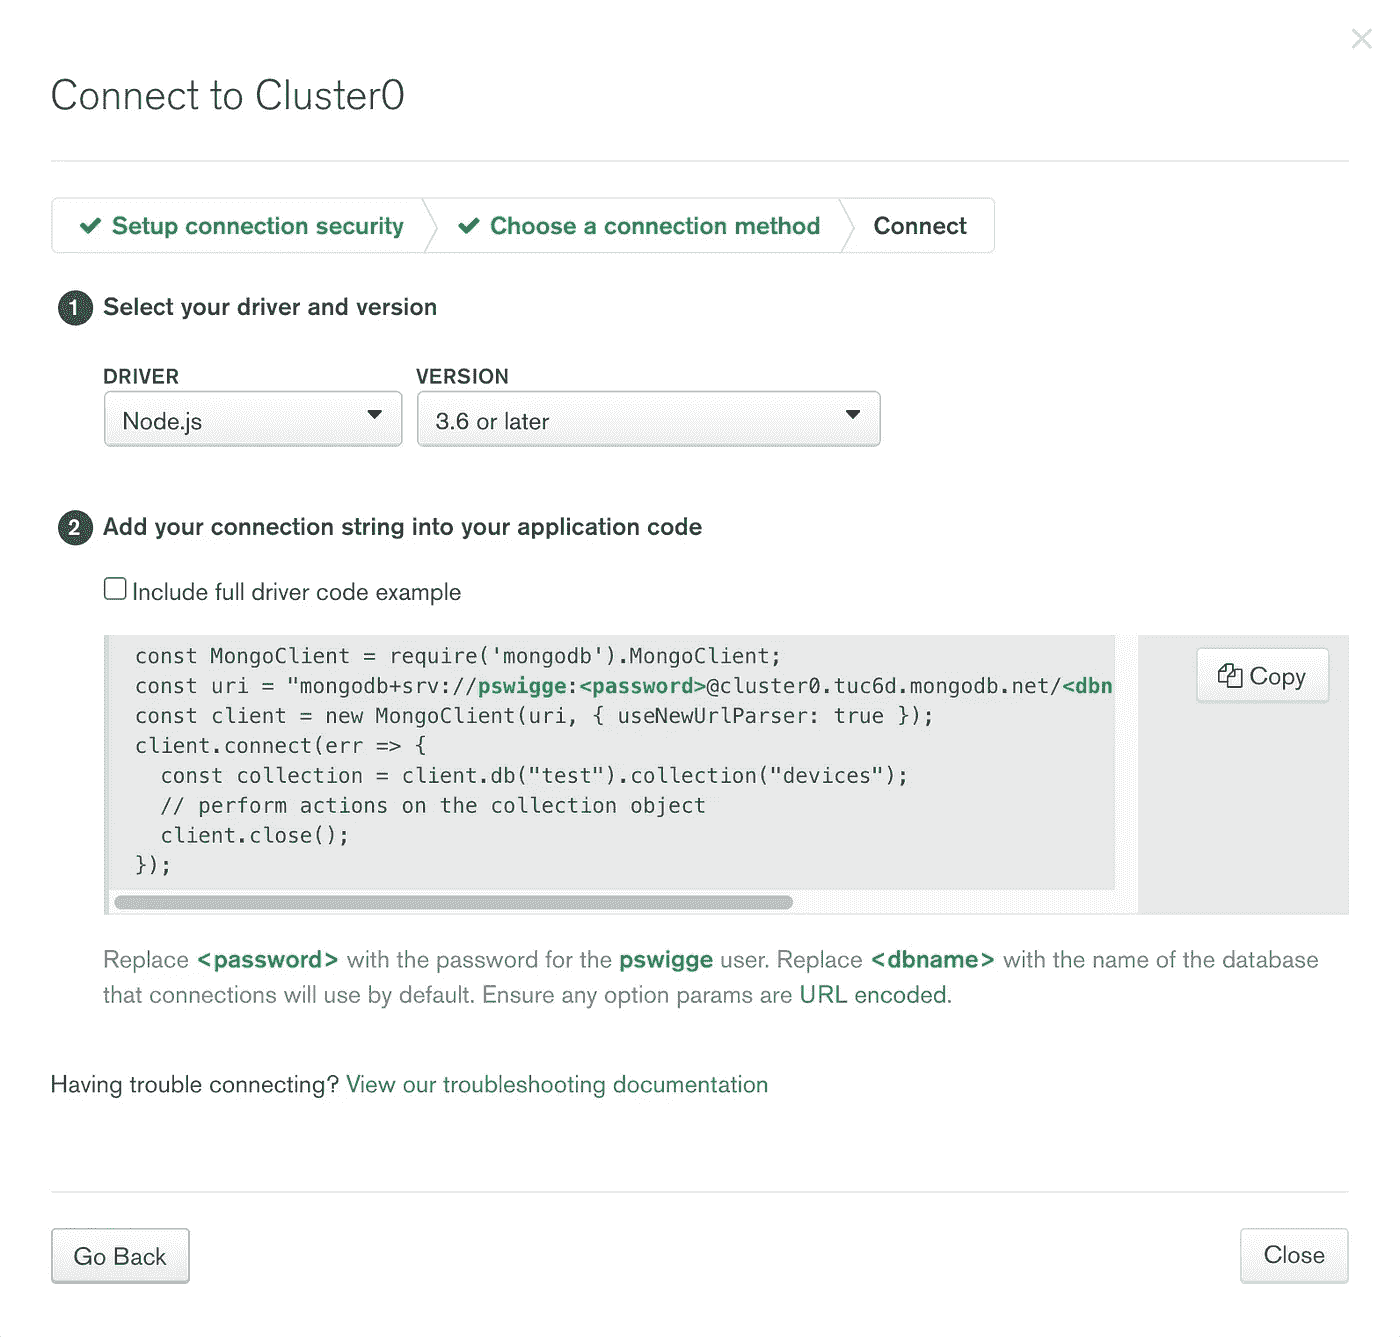 Connect to Cluster0
Setup connection security
Choose a connection method
Connect
1 Select your driver and version
DRIVER
VERSION
Node.js
3.6 or later
2 Add your connection string into your application code
Include full driver code example
const MongoClient = require('mongodb').MongoClient;
const uri = "mongodb+srv://pswigge:<password>@cluster0.tuc6d.mongodb.net/<dbn
const client = new MongoClient(uri, { useNewUrlParser: true });
client.connect(err => {
  const collection = client.db("test").collection("devices");
  // perform actions on the collection object
  client.close();
});
Copy
Replace <password> with the password for the pswigge user. Replace <dbname> with the name of the database
that connections will use by default. Ensure any option params are URL encoded.
Having trouble connecting? View our troubleshooting documentation
Go Back
Close